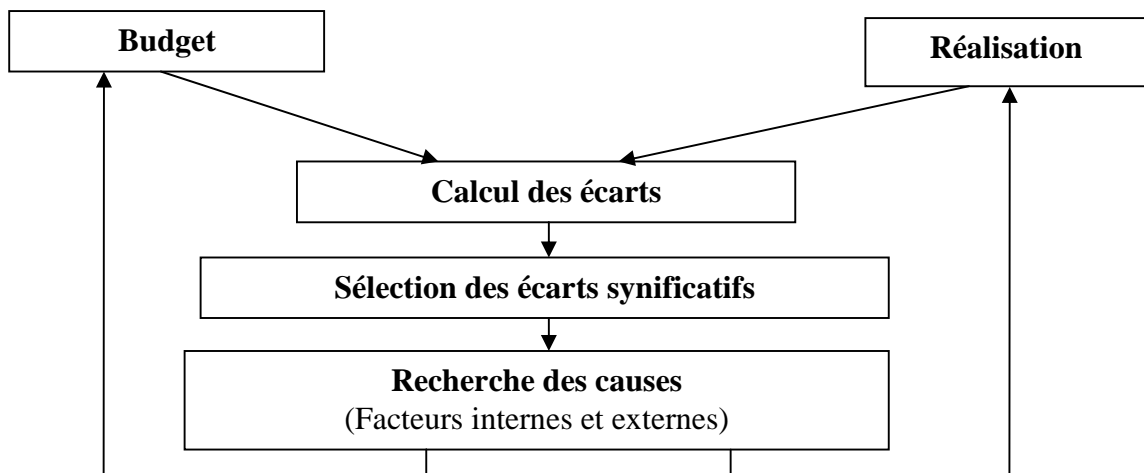 Budget
Réalisation
Calcul des écarts
Sélection des écarts synificatifs
Recherche des causes
(Facteurs internes et externes)